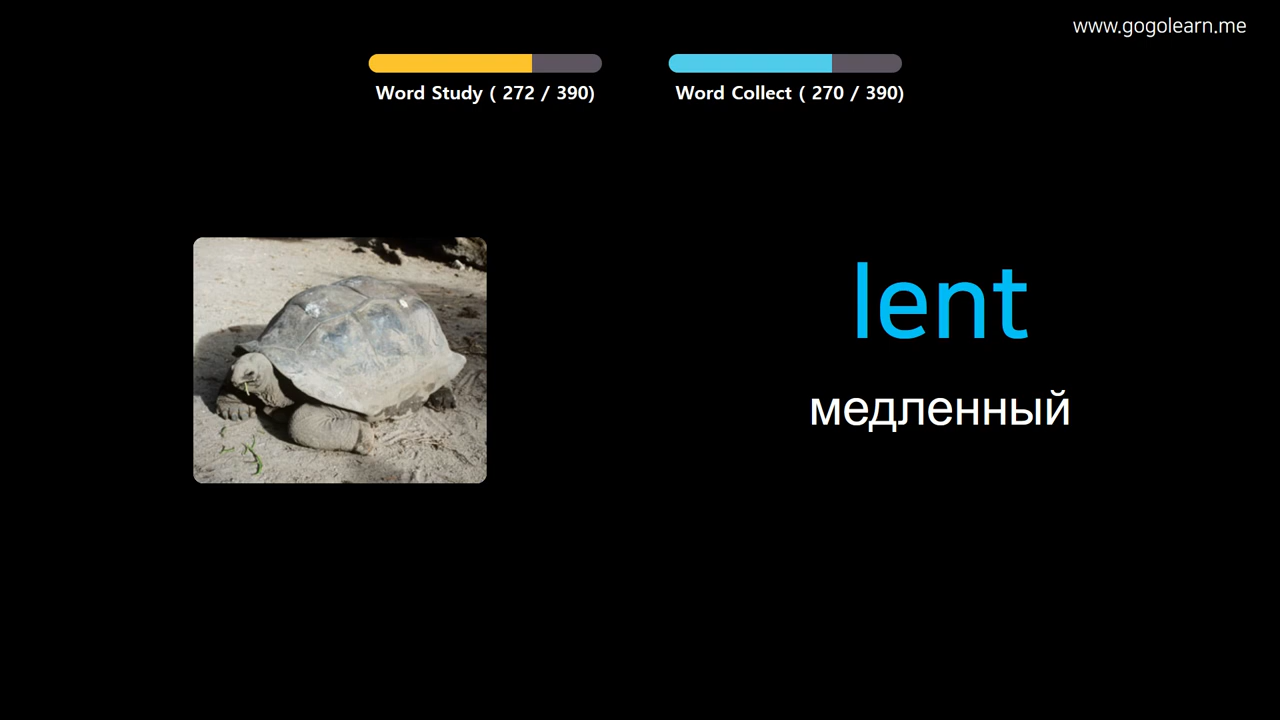 www.gogolearn.me
Word Study ( 272 / 390)
Word Collect ( 270 / 390)
lent
медленный